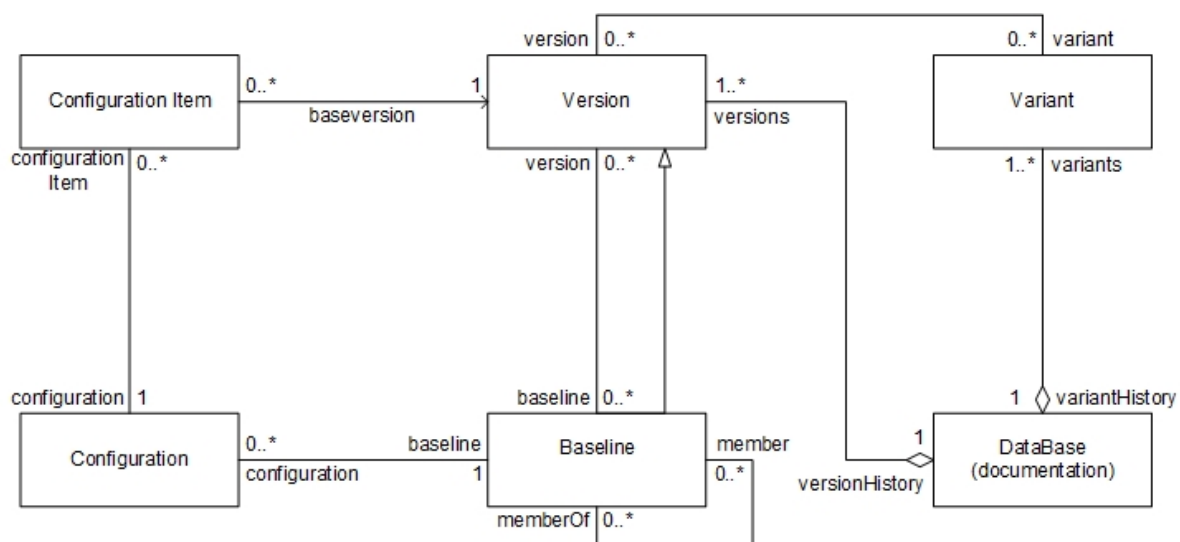 version
0..*
0..*
variant
Configuration Item
0..*
1
baseversion
Version
1..*
versions
Variant
configuration
Item
0..*
version
0..*
1..*
variants
configuration
1
baseline
0..*
1
variantHistory
Configuration
0..*
configuration
baseline
1
Baseline
member
0..*
1
versionHistory
DataBase
(documentation)
memberOf
0..*